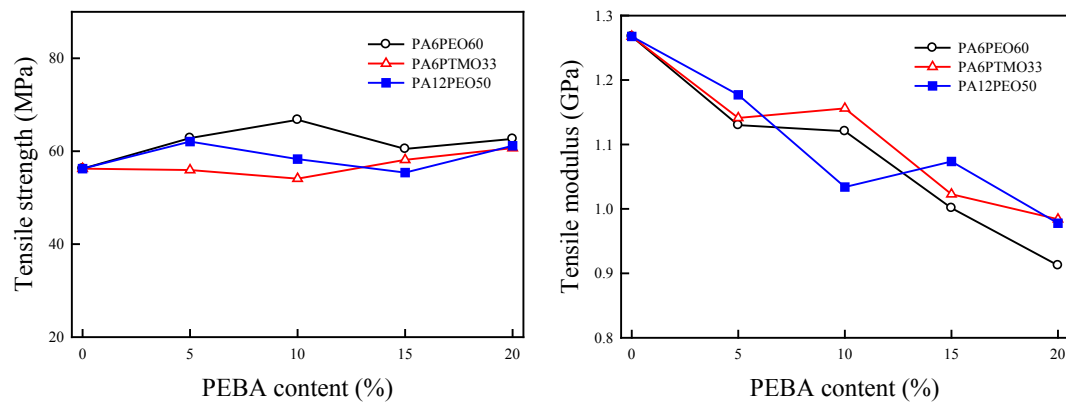 Tensile strength (MPa)
80
60
40
20
PA6PEO60
PA6PTMO33
PA12PEO50
0 5 10 15 20
PEBA content (%)
Tensile modulus (GPa)
1.3
1.2
1.1
1.0
0.9
0.8
PA6PEO60
PA6PTMO33
PA12PEO50
0 5 10 15 20
PEBA content (%)